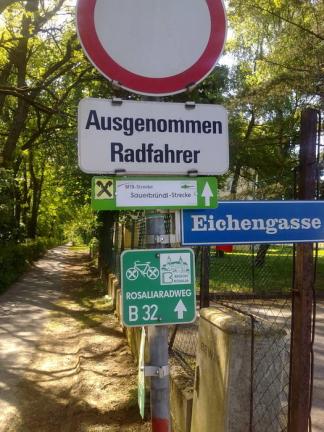 Ausgenommen
Radfahrer
MTB-Strecke
Sauerbründl-Strecke
Eichengasse
ROSALIARADWEG
B 32.